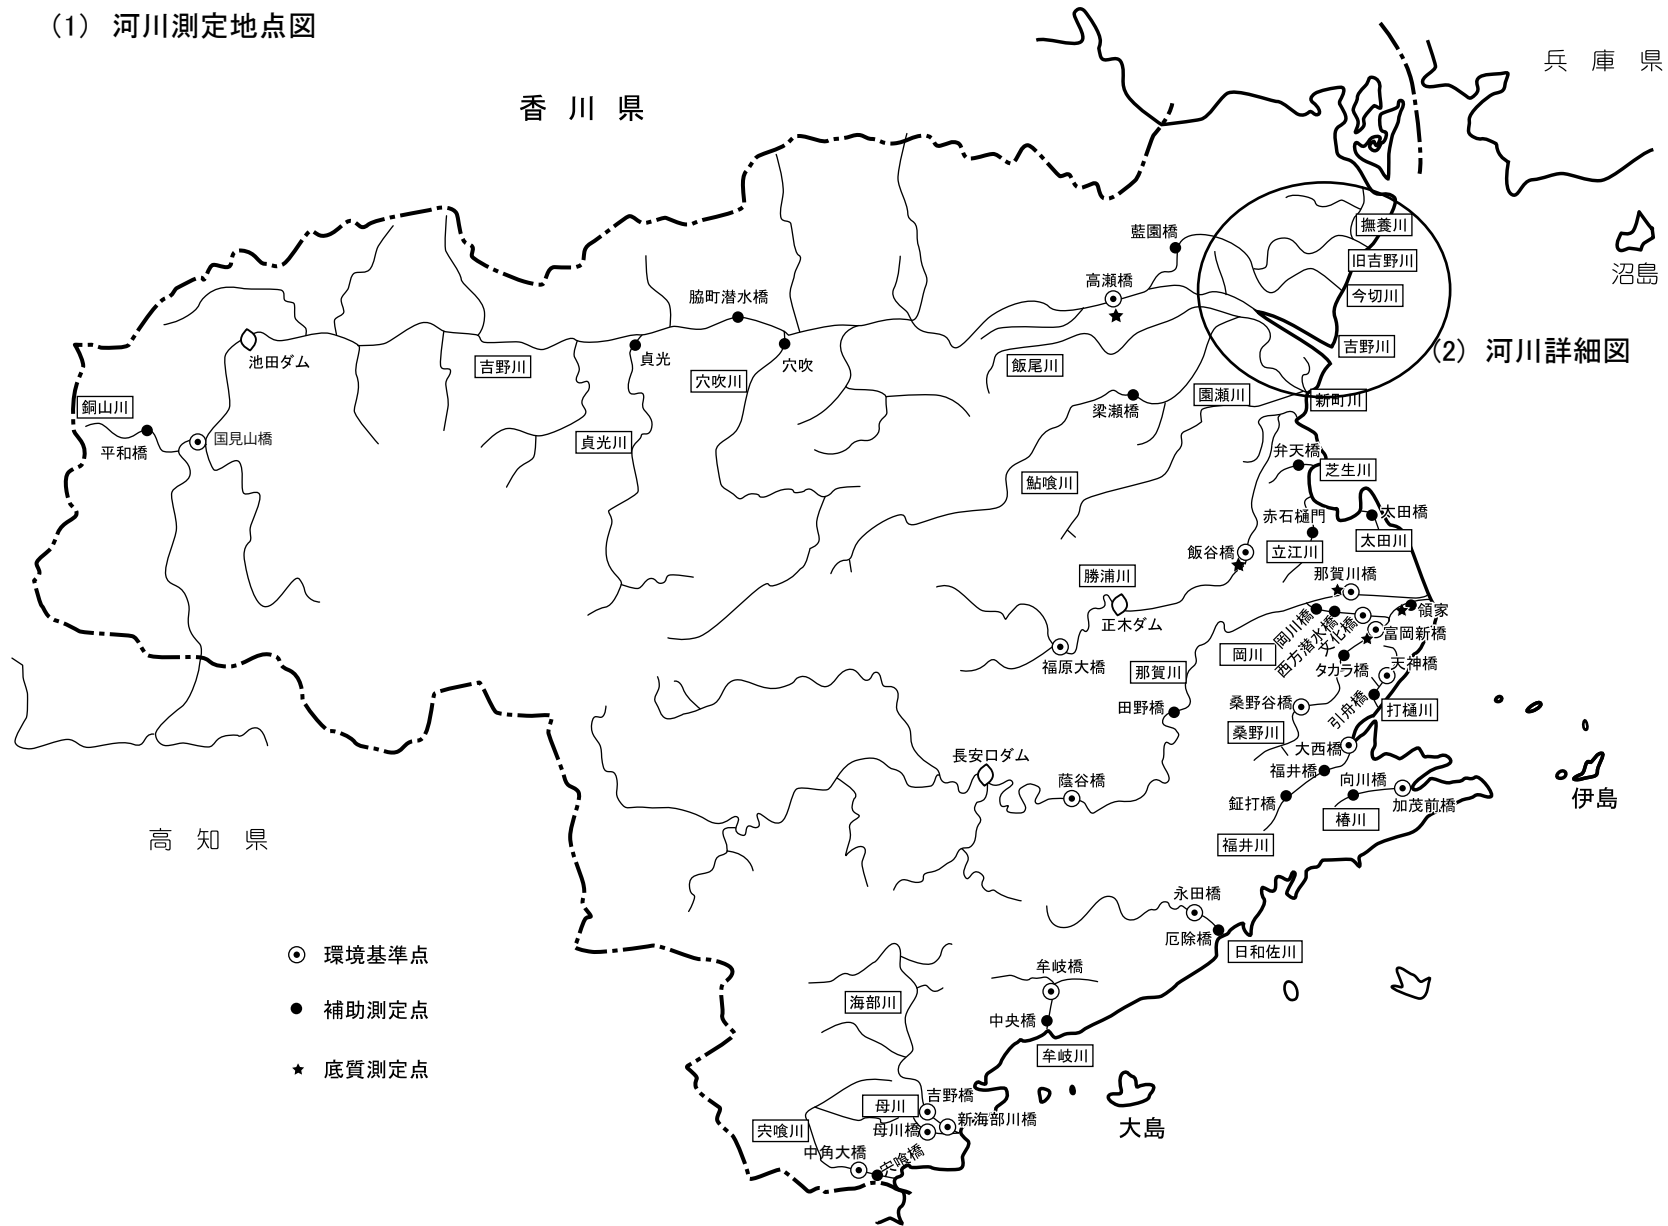 (1) 河川測定地点図
兵庫県
香川県
撫養川
藍園橋
旧吉野川
沼島
高瀬橋
今切川
脇町潜水橋
吉野川
(2) 河川詳細図
池田ダム
吉野川
貞光
穴吹
飯尾川
穴吹川
園瀬川
新町川
銅山川
梁瀬橋
平和橋
国見山橋
貞光川
弁天橋
芝生川
鮎喰川
赤石樋門
太田橋
太田川
飯谷橋
立江川
勝浦川
那賀川橋
正木ダム
領家
岡川橋
西方潜水橋
文化橋
富岡新橋
岡川
福原大橋
那賀川
タカラ橋
天神橋
田野橋
桑野谷橋
引舟橋
打樋川
桑野川
大西橋
長安口ダム
蔭谷橋
福井橋
向川橋
鉦打橋
加茂前橋
伊島
椿川
福井川
高知県
永田橋
厄除橋
日和佐川
環境基準点
牟岐橋
海部川
補助測定点
中央橋
牟岐川
底質測定点
吉野橋
母川
新海部川橋
大島
宍喰川
母川橋
中角大橋
宍喰橋